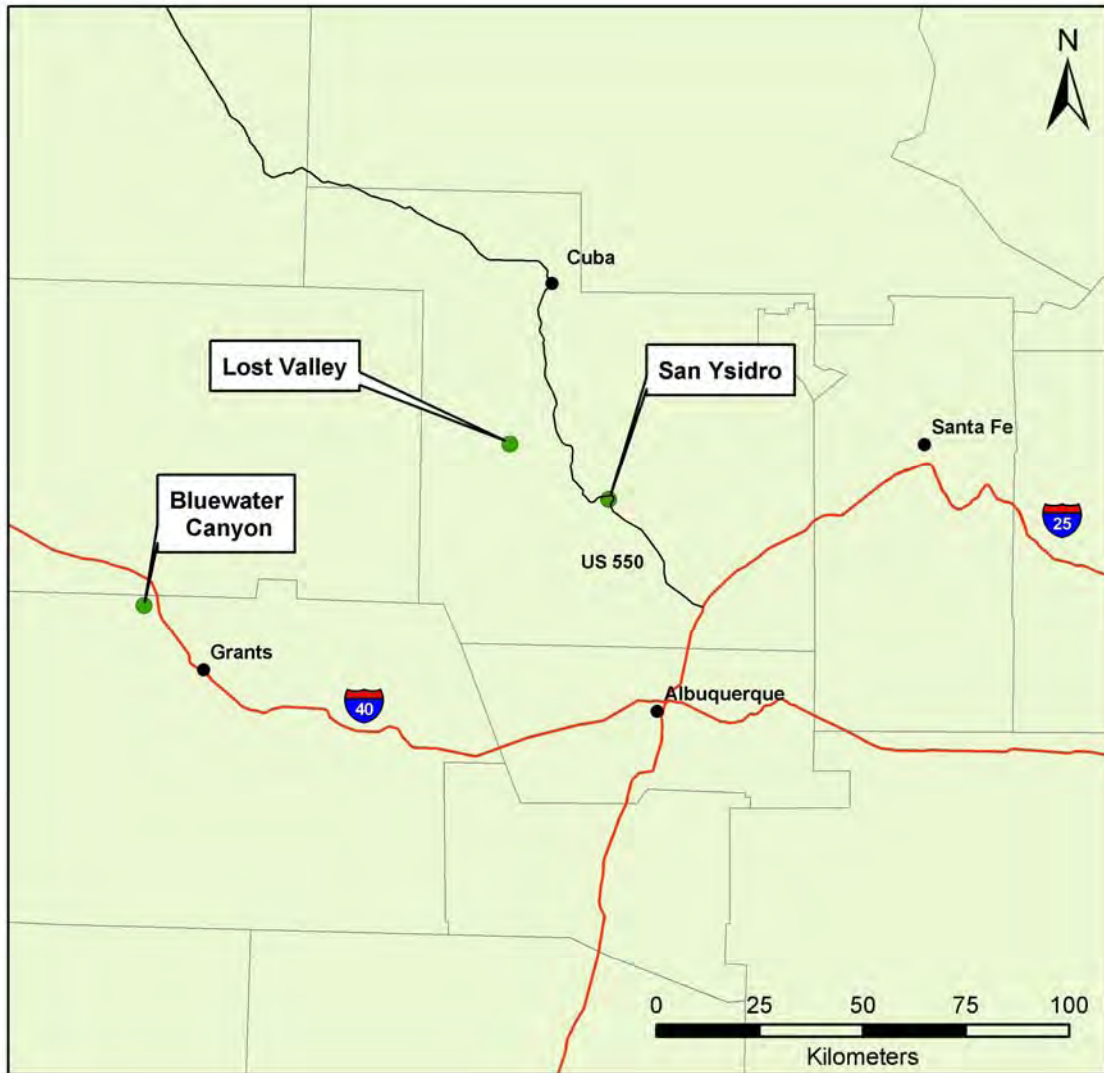 N
Cuba
Lost Valley
San Ysidro
Santa Fe
Bluewater
Canyon
25
US 550
Grants
40
Albuquerque
0 25 50 75 100
Kilometers